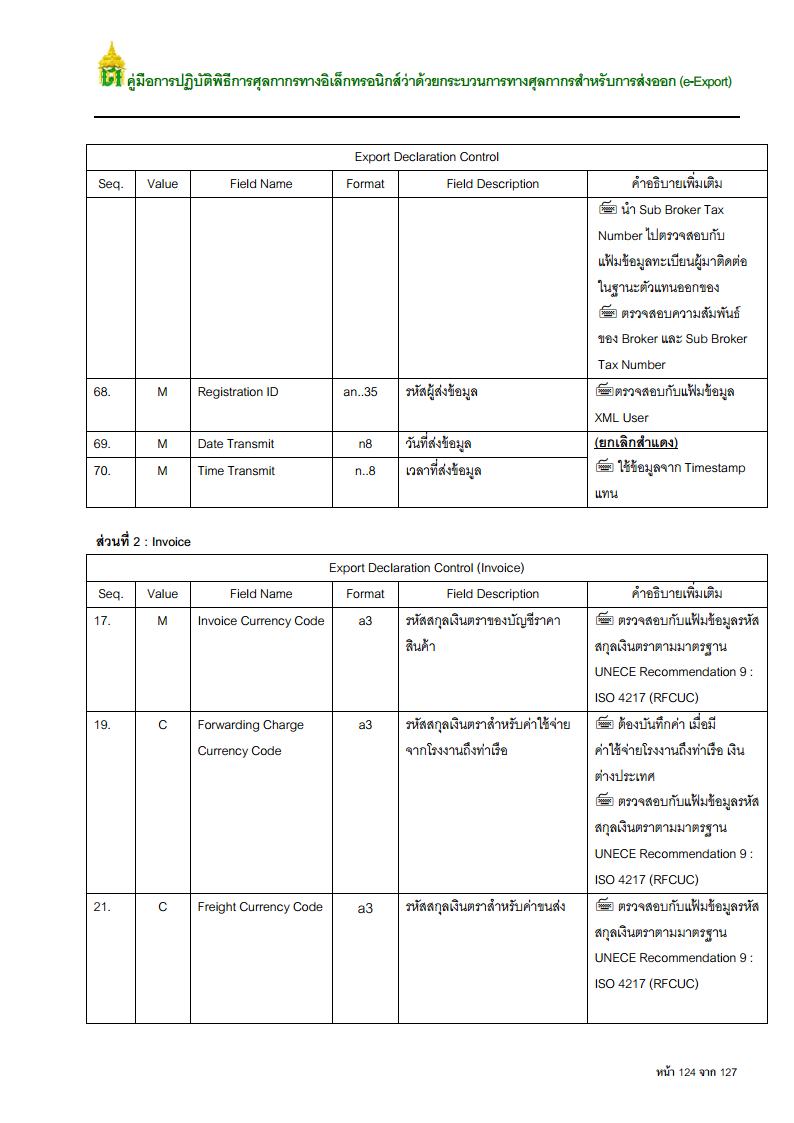 คู่มือการปฏิบัติพิธีการศุลกากรทางอิเล็กทรอนิกส์ว่าด้วยกระบวนการทางศุลกากรสำหรับการส่งออก (e-Export)
Export Declaration Control
Seq. Value Field Name Format Field Description คำอธิบายเพิ่มเติม
นำ Sub Broker Tax
Number ไปตรวจสอบกับ
แฟ้มข้อมูลทะเบียนผู้มาติดต่อ
ในฐานะตัวแทนออกของ
ตรวจสอบความสัมพันธ์
ของ Broker และ Sub Broker
Tax Number
68. M Registration ID an..35 รหัสผู้ส่งข้อมูล ตรวจสอบกับแฟ้มข้อมูล
XML User
69. M Date Transmit n8 วันที่ส่งข้อมูล (ยกเลิกสำแดง)
70. M Time Transmit n..8 เวลาที่ส่งข้อมูล ใช้ข้อมูลจาก Timestamp
แทน
ส่วนที่ 2 : Invoice
Export Declaration Control (Invoice)
Seq. Value Field Name Format Field Description คำอธิบายเพิ่มเติม
17. M Invoice Currency Code a3 รหัสสกุลเงินตราของบัญชีราคา ตรวจสอบกับแฟ้มข้อมูลรหัส
สินค้า สกุลเงินตราตามมาตรฐาน
UNECE Recommendation 9 :
ISO 4217 (RFCUC)
19. C Forwarding Charge a3 รหัสสกุลเงินตราสำหรับค่าใช้จ่าย ต้องบันทึกค่า เมื่อมี
Currency Code จากโรงงานถึงท่าเรือ ค่าใช้จ่ายโรงงานถึงท่าเรือ เงิน
ต่างประเทศ
ตรวจสอบกับแฟ้มข้อมูลรหัส
สกุลเงินตราตามมาตรฐาน
UNECE Recommendation 9 :
ISO 4217 (RFCUC)
21. C Freight Currency Code a3 รหัสสกุลเงินตราสำหรับค่าขนส่ง ตรวจสอบกับแฟ้มข้อมูลรหัส
สกุลเงินตราตามมาตรฐาน
UNECE Recommendation 9 :
ISO 4217 (RFCUC)
หน้า 124 จาก 127